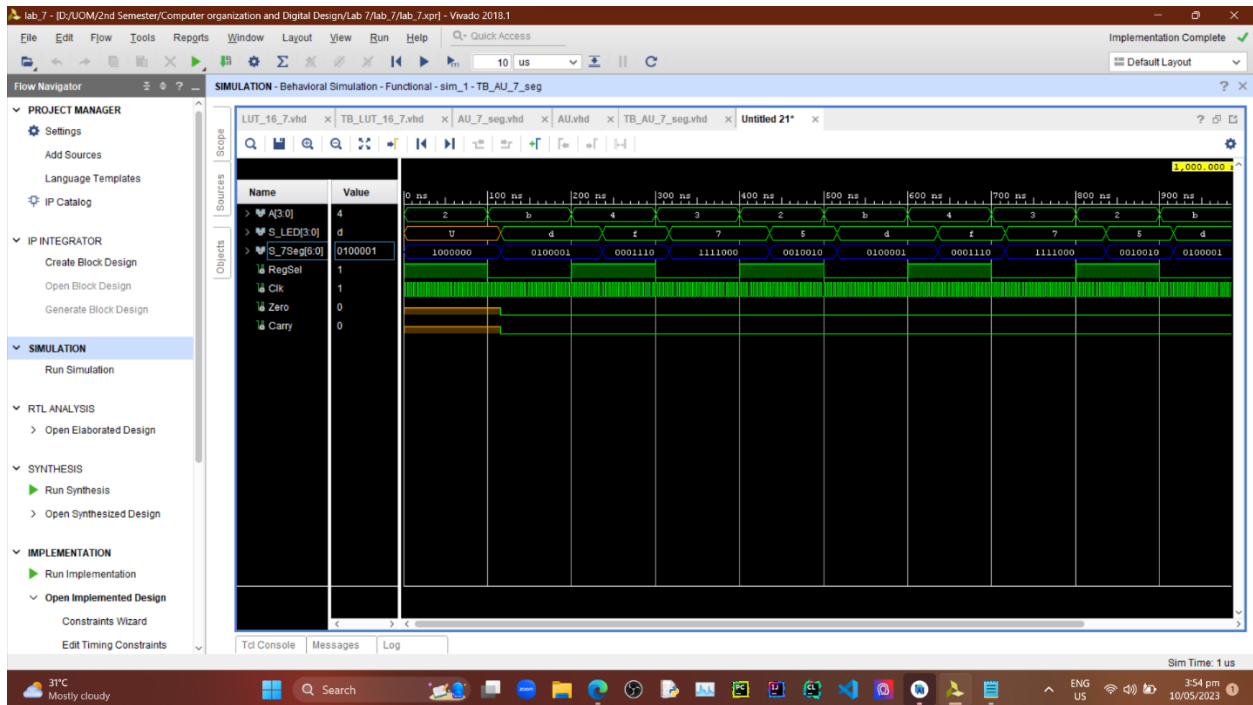 lab_7 - [D:/UOM/2nd Semester/Computer organization and Digital Design/Lab 7/lab_7/lab_7.xpr] - Vivado 2018.1
File Edit Flow Tools Reports Window Layout View Run Help Quick Access Implementation Complete
10 us Default Layout
Flow Navigator SIMULATION - Behavioral Simulation - Functional - sim_1 - TB_AU_7_seg
PROJECT MANAGER
Settings
Add Sources
Language Templates
IP Catalog
IP INTEGRATOR
Create Block Design
Open Block Design
Generate Block Design
SIMULATION
Run Simulation
RTL ANALYSIS
Open Elaborated Design
SYNTHESIS
Run Synthesis
Open Synthesized Design
IMPLEMENTATION
Run Implementation
Open Implemented Design
Constraints Wizard
Edit Timing Constraints
Scope
Sources
Objects
LUT_16_7.vhd TB_LUT_16_7.vhd AU_7_seg.vhd AU.vhd TB_AU_7_seg.vhd Untitled 21*
1,000.000
Name Value 0 ns 100 ns 200 ns 300 ns 400 ns 500 ns 600 ns 700 ns 800 ns 900 ns
A[3:0] 4 2 b 4 3 2 b 4 3 2 b
S_LED[3:0] d U d f 7 5 d f 7 5 d
S_7Seg[6:0] 0100001 1000000 0100001 0001110 1111000 0010010 0100001 0001110 1111000 0010010 0100001
RegSel 1
Clk 1
Zero 0
Carry 0
Tcl Console Messages Log
Sim Time: 1 us
31°C
Mostly cloudy
Search
zoom
ENG
US
3:54 pm
10/05/2023
1